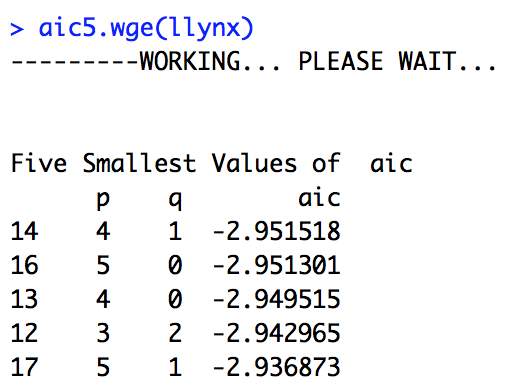 > aic5.wge(llynx)
---------WORKING... PLEASE WAIT...
Five Smallest Values of  aic
      p    q        aic
14    4    1  -2.951518
16    5    0  -2.951301
13    4    0  -2.949515
12    3    2  -2.942965
17    5    1  -2.936873